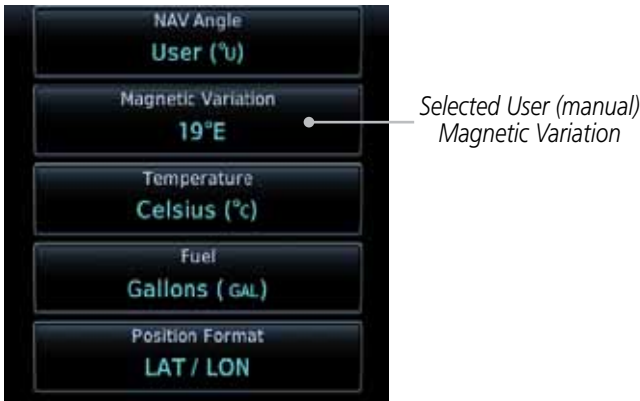 NAV Angle
User (°U)
Magnetic Variation
19°E
Selected User (manual)
Magnetic Variation
Temperature
Celsius (°C)
Fuel
Gallons ( GAL)
Position Format
LAT / LON